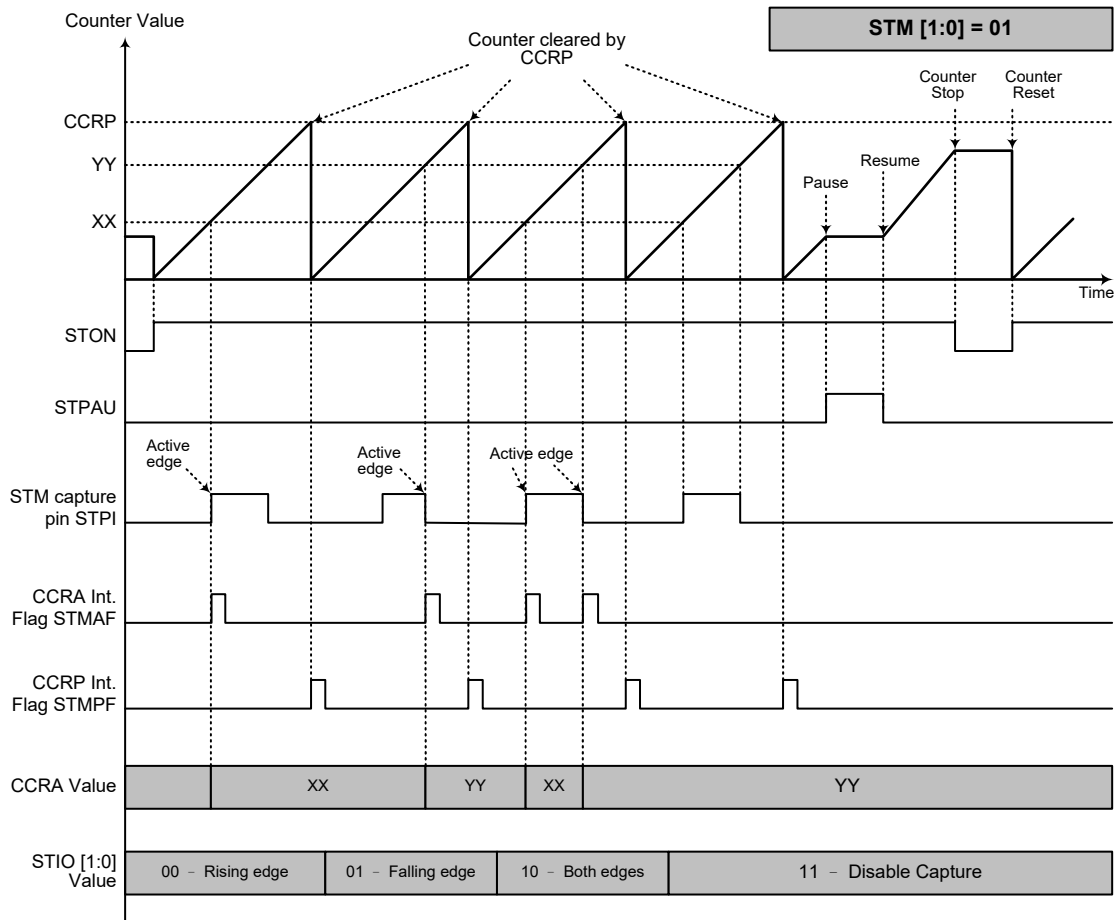 Counter Value
STM [1:0] = 01
Counter cleared by
CCRP
Counter
Stop
Counter
Reset
CCRP
YY
Pause
Resume
XX
Time
STON
STPAU
Active
edge
Active
edge
Active edge
STM capture
pin STPI
CCRA Int.
Flag STMAF
CCRP Int.
Flag STMPF
CCRA Value
XX
YY
XX
YY
STIO [1:0]
Value
00 – Rising edge
01 – Falling edge
10 – Both edges
11 – Disable Capture